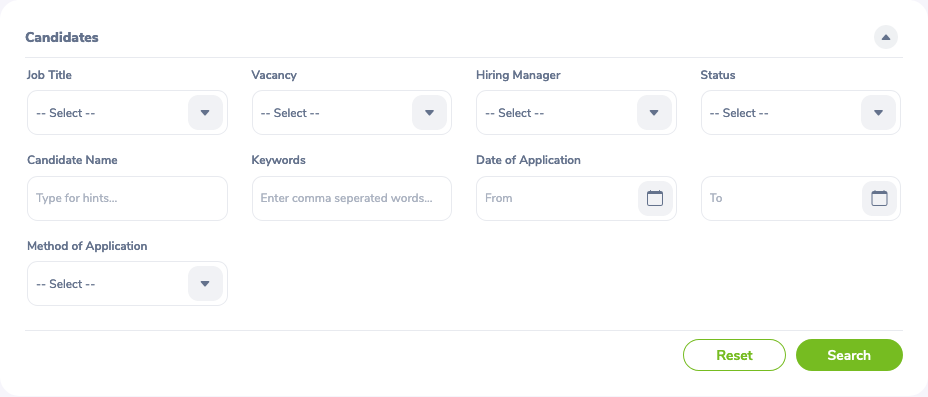 Candidates
Job Title Vacancy Hiring Manager Status
-- Select -- -- Select -- -- Select -- -- Select --
Candidate Name Keywords Date of Application
Type for hints... Enter comma seperated words... From To
Method of Application
-- Select --
Reset Search